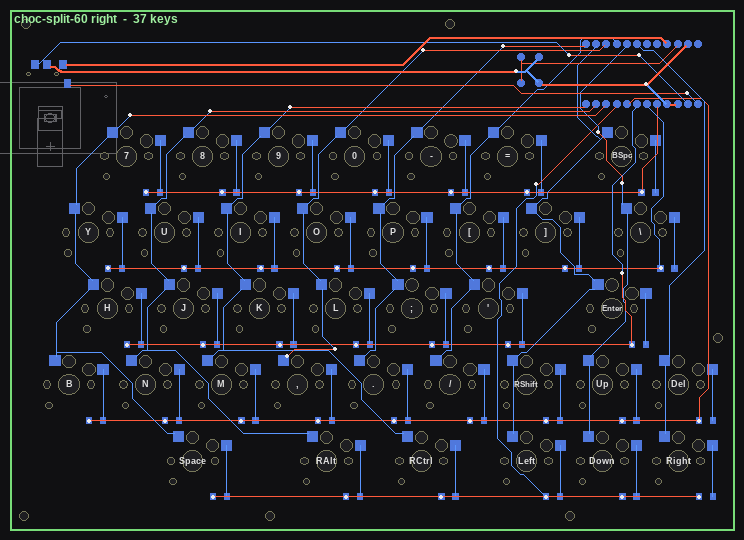 choc-split-60 right - 37 keys
7 8 9 0 - = BSpc
Y U I O P [ ] \
H J K L ; ' Enter
B N M , . / RShift Up Del
Space RAlt RCtrl Left Down Right